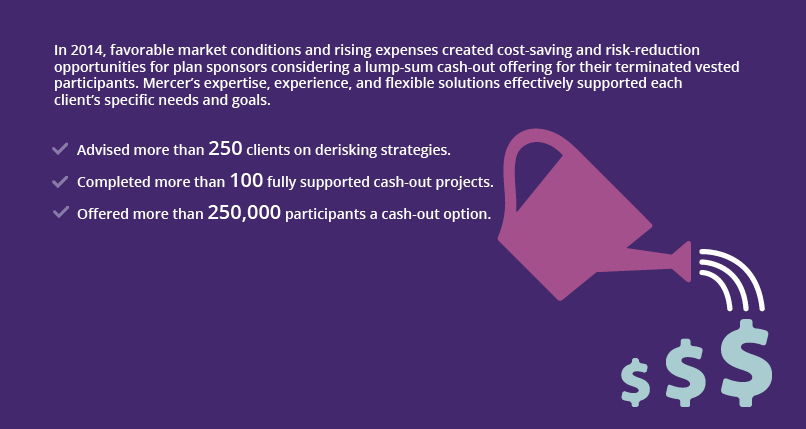 In 2014, favorable market conditions and rising expenses created cost-saving and risk-reduction
opportunities for plan sponsors considering a lump-sum cash-out offering for their terminated vested
participants. Mercer's expertise, experience, and flexible solutions effectively supported each
client's specific needs and goals.
Advised more than 250 clients on derisking strategies.
Completed more than 100 fully supported cash-out projects.
Offered more than 250,000 participants a cash-out option.
$ $ $